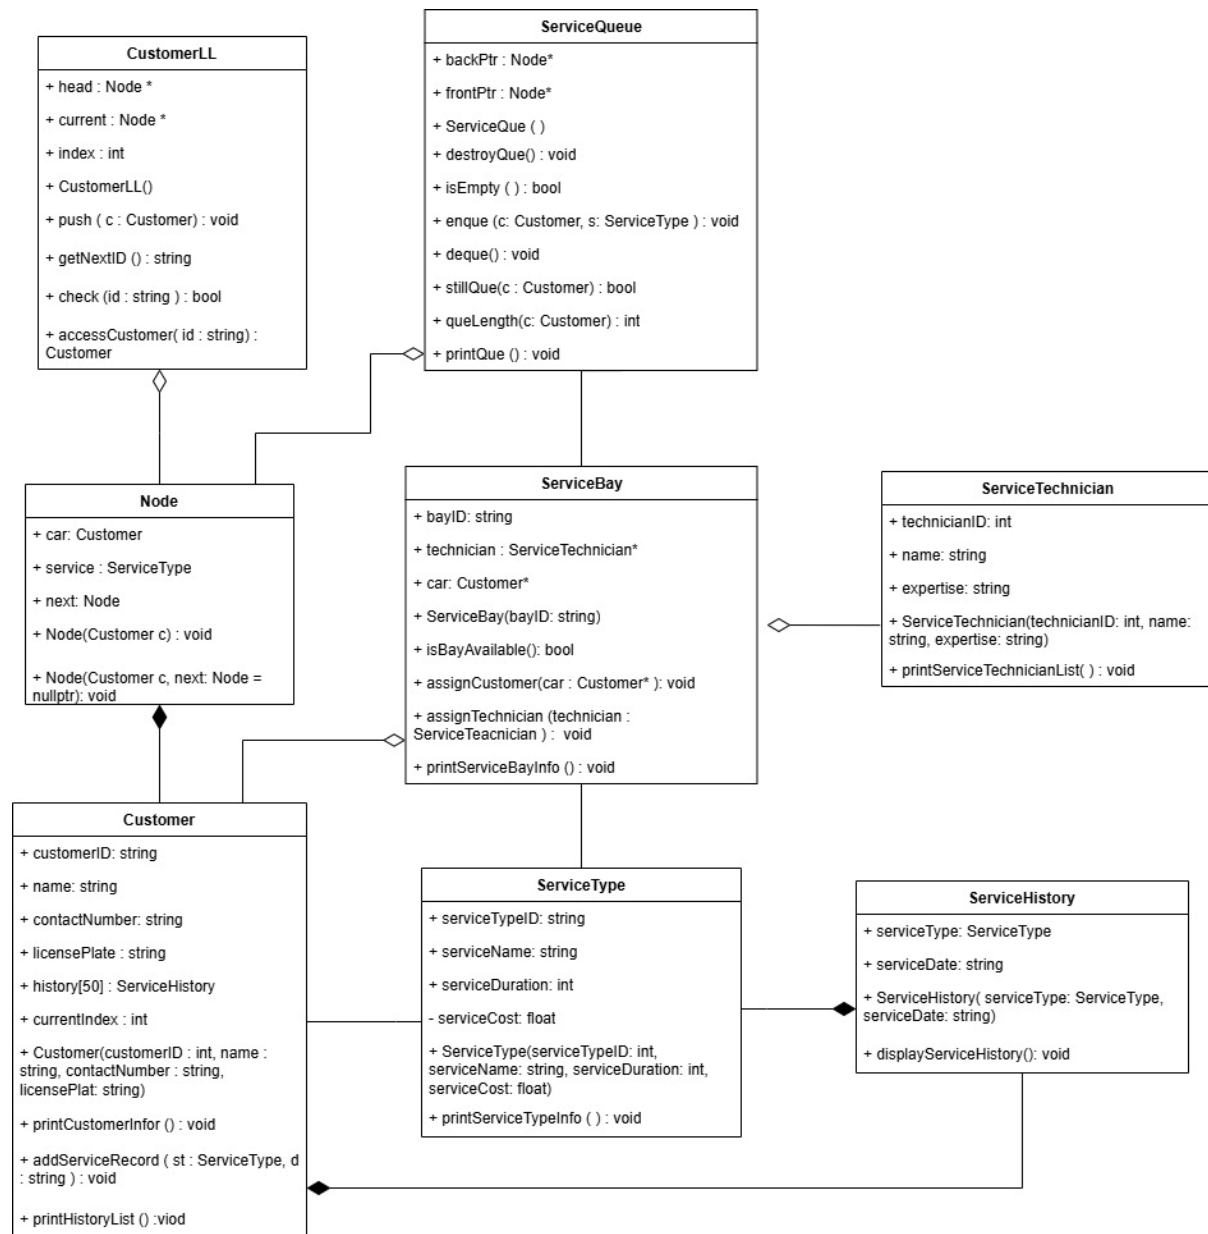 CustomerLL
+ head : Node *
+ current : Node *
+ index : int
+ CustomerLL()
+ push ( c : Customer) : void
+ getNextID () : string
+ check (id : string ) : bool
+ accessCustomer( id : string) :
Customer
ServiceQueue
+ backPtr : Node*
+ frontPtr : Node*
+ ServiceQue ( )
+ destroyQue() : void
+ isEmpty ( ) : bool
+ enque (c: Customer, s: ServiceType ) : void
+ deque() : void
+ stillQue(c : Customer) : bool
+ queLength(c: Customer) : int
+ printQue () : void
Node
+ car: Customer
+ service : ServiceType
+ next: Node
+ Node(Customer c) : void
+ Node(Customer c, next: Node =
nullptr): void
ServiceBay
+ bayID: string
+ technician : ServiceTechnician*
+ car: Customer*
+ ServiceBay(bayID: string)
+ isBayAvailable(): bool
+ assignCustomer(car : Customer* ): void
+ assignTechnician (technician :
ServiceTeacnician ) : void
+ printServiceBayInfo () : void
ServiceTechnician
+ technicianID: int
+ name: string
+ expertise: string
+ ServiceTechnician(technicianID: int, name:
string, expertise: string)
+ printServiceTechnicianList( ) : void
Customer
+ customerID: string
+ name: string
+ contactNumber: string
+ licensePlate : string
+ history[50] : ServiceHistory
+ currentIndex : int
+ Customer(customerID : int, name :
string, contactNumber : string,
licensePlat: string)
+ printCustomerInfor () : void
+ addServiceRecord ( st : ServiceType, d
: string ) : void
+ printHistoryList () :viod
ServiceType
+ serviceTypeID: string
+ serviceName: string
+ serviceDuration: int
- serviceCost: float
+ ServiceType(serviceTypeID: int,
serviceName: string, serviceDuration: int,
serviceCost: float)
+ printServiceTypeInfo ( ) : void
ServiceHistory
+ serviceType: ServiceType
+ serviceDate: string
+ ServiceHistory( serviceType: ServiceType,
serviceDate: string)
+ displayServiceHistory(): void